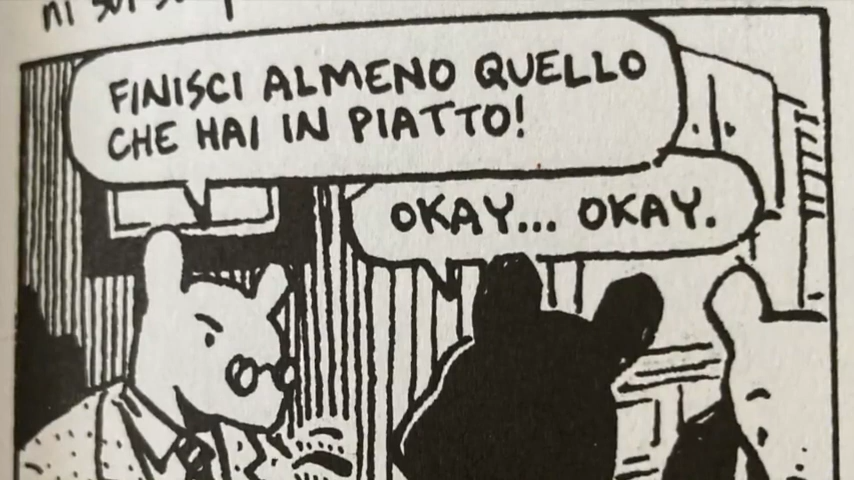 FINISCI ALMENO QUELLO
CHE HAI IN PIATTO!
OKAY... OKAY.